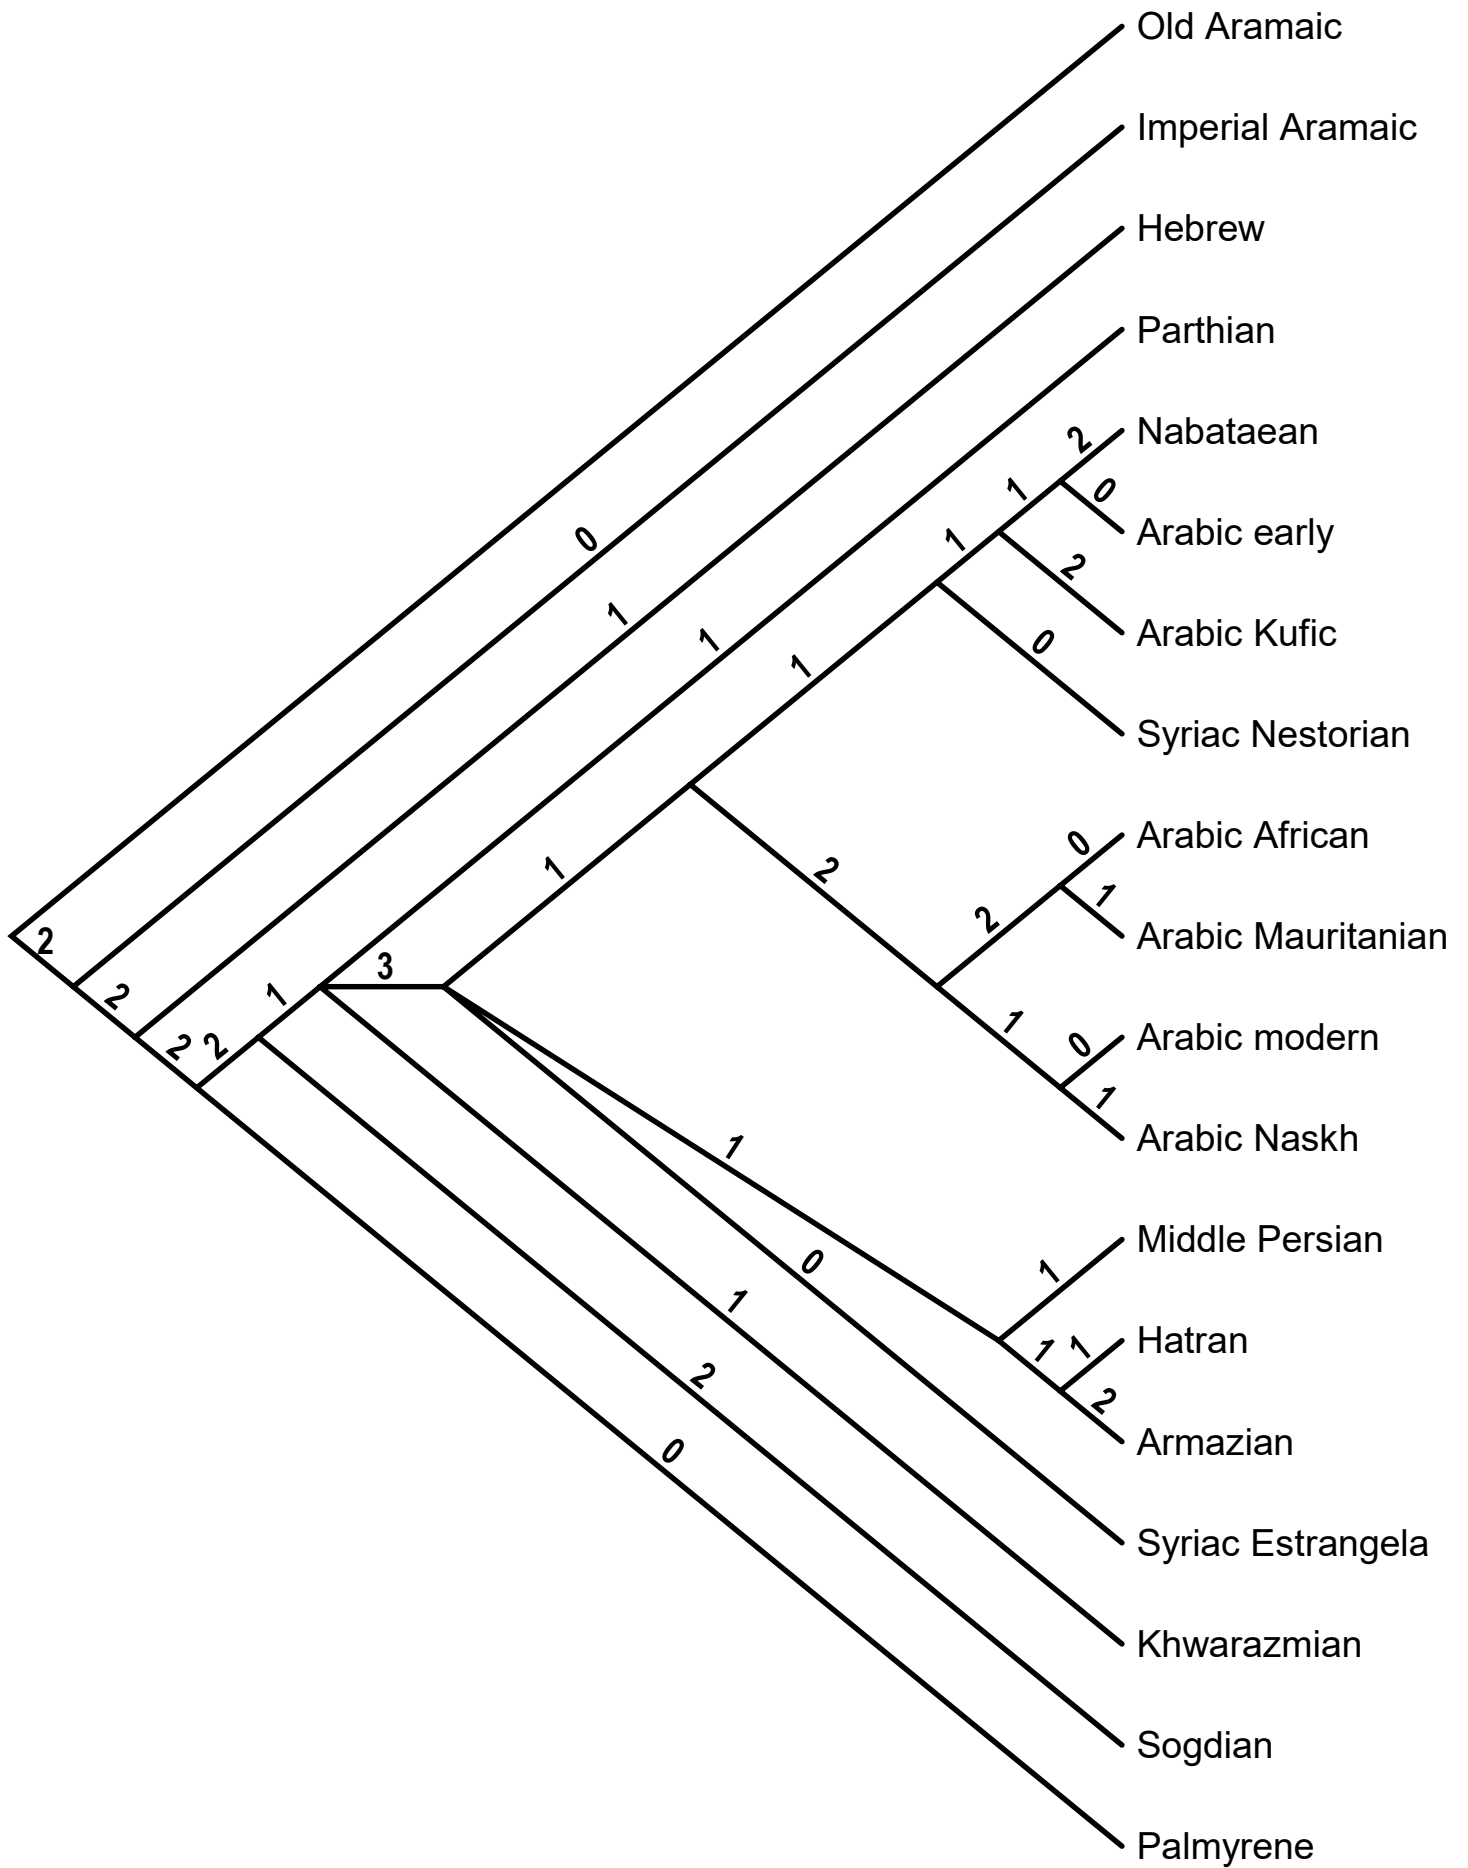 Old Aramaic
Imperial Aramaic
Hebrew
Parthian
2
Nabataean
1
0
Arabic early
0
1
2
Arabic Kufic
1
1
1
0
Syriac Nestorian
1
2
0
Arabic African
2
1
Arabic Mauritanian
2
3
2
1
1
0
Arabic modern
2
2
1
Arabic Naskh
1
Middle Persian
0
1
1
1
1
Hatran
2
2
Armazian
0
Syriac Estrangela
Khwarazmian
Sogdian
Palmyrene